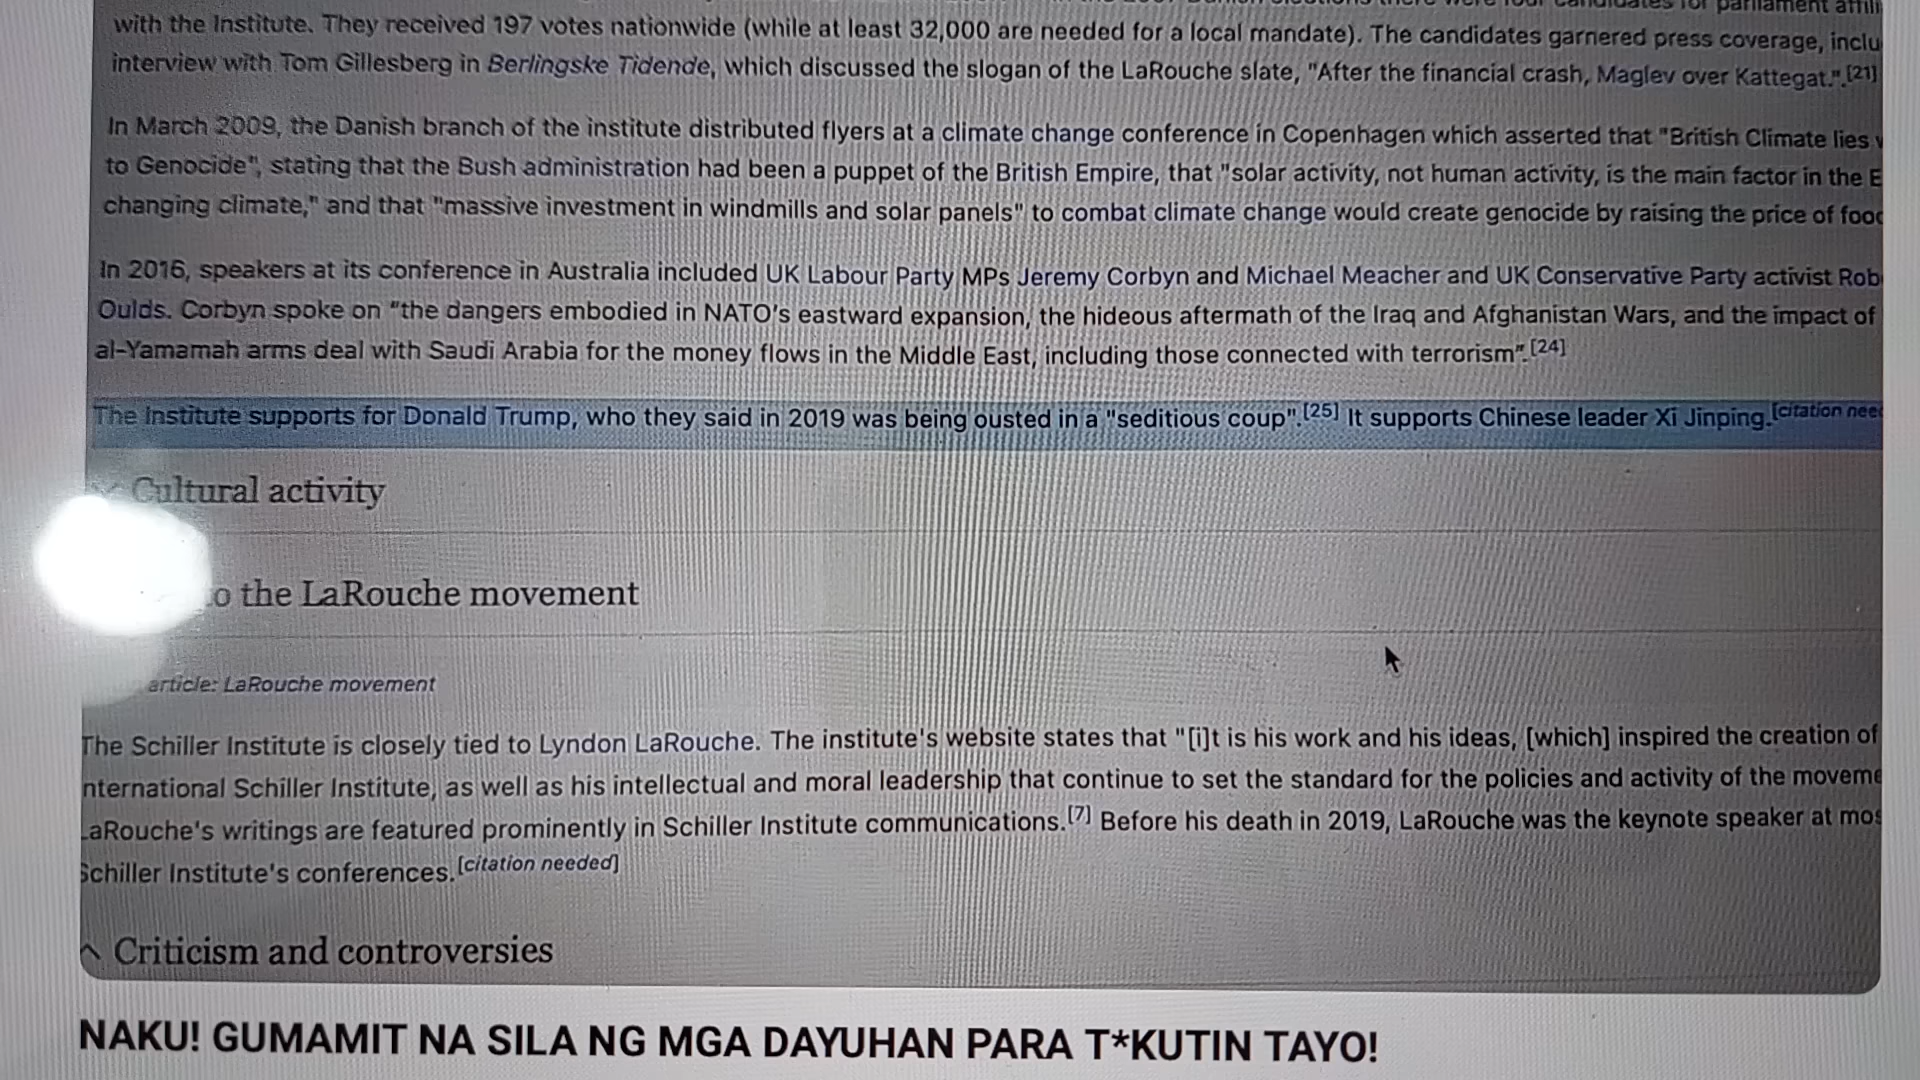 with the Institute. They received 197 votes nationwide (while at least 32,000 are needed for a local mandate). The candidates garnered press coverage, inclu
interview with Tom Gillesberg in Berlingske Tidende, which discussed the slogan of the LaRouche slate, "After the financial crash, Maglev over Kattegat.".[21]
In March 2009, the Danish branch of the institute distributed flyers at a climate change conference in Copenhagen which asserted that "British Climate lies
to Genocide", stating that the Bush administration had been a puppet of the British Empire, that "solar activity, not human activity, is the main factor in the E
changing climate," and that "massive investment in windmills and solar panels" to combat climate change would create genocide by raising the price of food
In 2016, speakers at its conference in Australia included UK Labour Party MPs Jeremy Corbyn and Michael Meacher and UK Conservative Party activist Rob
Oulds. Corbyn spoke on "the dangers embodied in NATO's eastward expansion, the hideous aftermath of the Iraq and Afghanistan Wars, and the impact of
al-Yamamah arms deal with Saudi Arabia for the money flows in the Middle East, including those connected with terrorism".[24]
The Institute supports for Donald Trump, who they said in 2019 was being ousted in a "seditious coup".[25] It supports Chinese leader Xi Jinping.[citation nee
Cultural activity
o the LaRouche movement
article: LaRouche movement
The Schiller Institute is closely tied to Lyndon LaRouche. The institute's website states that "[i]t is his work and his ideas, [which] inspired the creation of
nternational Schiller Institute, as well as his intellectual and moral leadership that continue to set the standard for the policies and activity of the moveme
LaRouche's writings are featured prominently in Schiller Institute communications.[7] Before his death in 2019, LaRouche was the keynote speaker at mos
Schiller Institute's conferences.[citation needed]
Criticism and controversies
NAKU! GUMAMIT NA SILA NG MGA DAYUHAN PARA T*KUTIN TAYO!